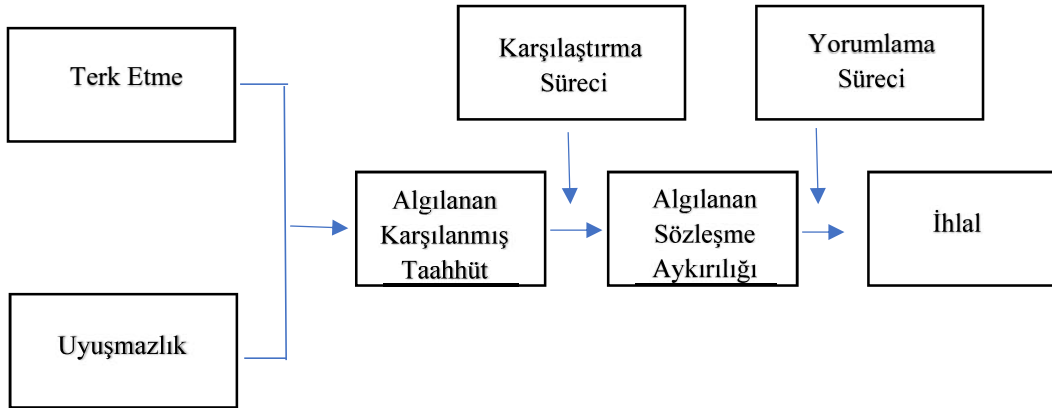 Terk Etme
Karşılaştırma
Süreci
Yorumlama
Süreci
Algılanan
Karşılanmış
Taahhüt
Algılanan
Sözleşme
Aykırılığı
İhlal
Uyuşmazlık